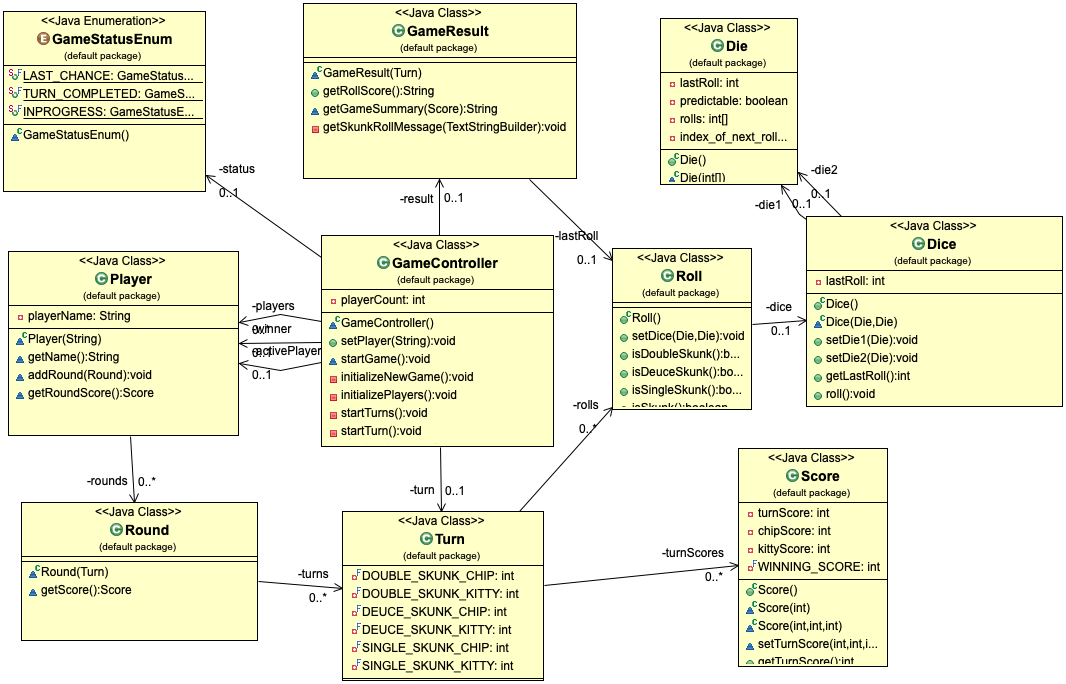 <<Java Enumeration>>
GameStatusEnum
(default package)
LAST_CHANCE: GameStatus...
TURN_COMPLETED: GameS...
INPROGRESS: GameStatusE...
GameStatusEnum()
<<Java Class>>
GameResult
(default package)
GameResult(Turn)
getRollScore():String
getGameSummary(Score):String
getSkunkRollMessage(TextStringBuilder):void
<<Java Class>>
Die
(default package)
lastRoll: int
predictable: boolean
rolls: int[]
index_of_next_roll...
Die()
Die(int[])
-status
0..1
-result
0..1
-lastRoll
0..1
-die1
0..1
-die2
0..1
<<Java Class>>
Player
(default package)
playerName: String
Player(String)
getName():String
addRound(Round):void
getRoundScore():Score
-players
0..*
-winner
0..1
-activePlayer
0..1
<<Java Class>>
GameController
(default package)
playerCount: int
GameController()
setPlayer(String):void
startGame():void
initializeNewGame():void
initializePlayers():void
startTurns():void
startTurn():void
<<Java Class>>
Roll
(default package)
Roll()
setDice(Die,Die):void
isDoubleSkunk():b...
isDeuceSkunk():bo...
isSingleSkunk():bo...
isSkunk():boolean
-dice
0..1
<<Java Class>>
Dice
(default package)
lastRoll: int
Dice()
Dice(Die,Die)
setDie1(Die):void
setDie2(Die):void
getLastRoll():int
roll():void
-rolls
0..*
-rounds
0..*
-turn
0..1
<<Java Class>>
Round
(default package)
Round(Turn)
getScore():Score
-turns
0..*
<<Java Class>>
Turn
(default package)
DOUBLE_SKUNK_CHIP: int
DOUBLE_SKUNK_KITTY: int
DEUCE_SKUNK_CHIP: int
DEUCE_SKUNK_KITTY: int
SINGLE_SKUNK_CHIP: int
SINGLE_SKUNK_KITTY: int
-turnScores
0..*
<<Java Class>>
Score
(default package)
turnScore: int
chipScore: int
kittyScore: int
WINNING_SCORE: int
Score()
Score(int)
Score(int,int,int)
setTurnScore(int,int,i...
getTurnScore():int